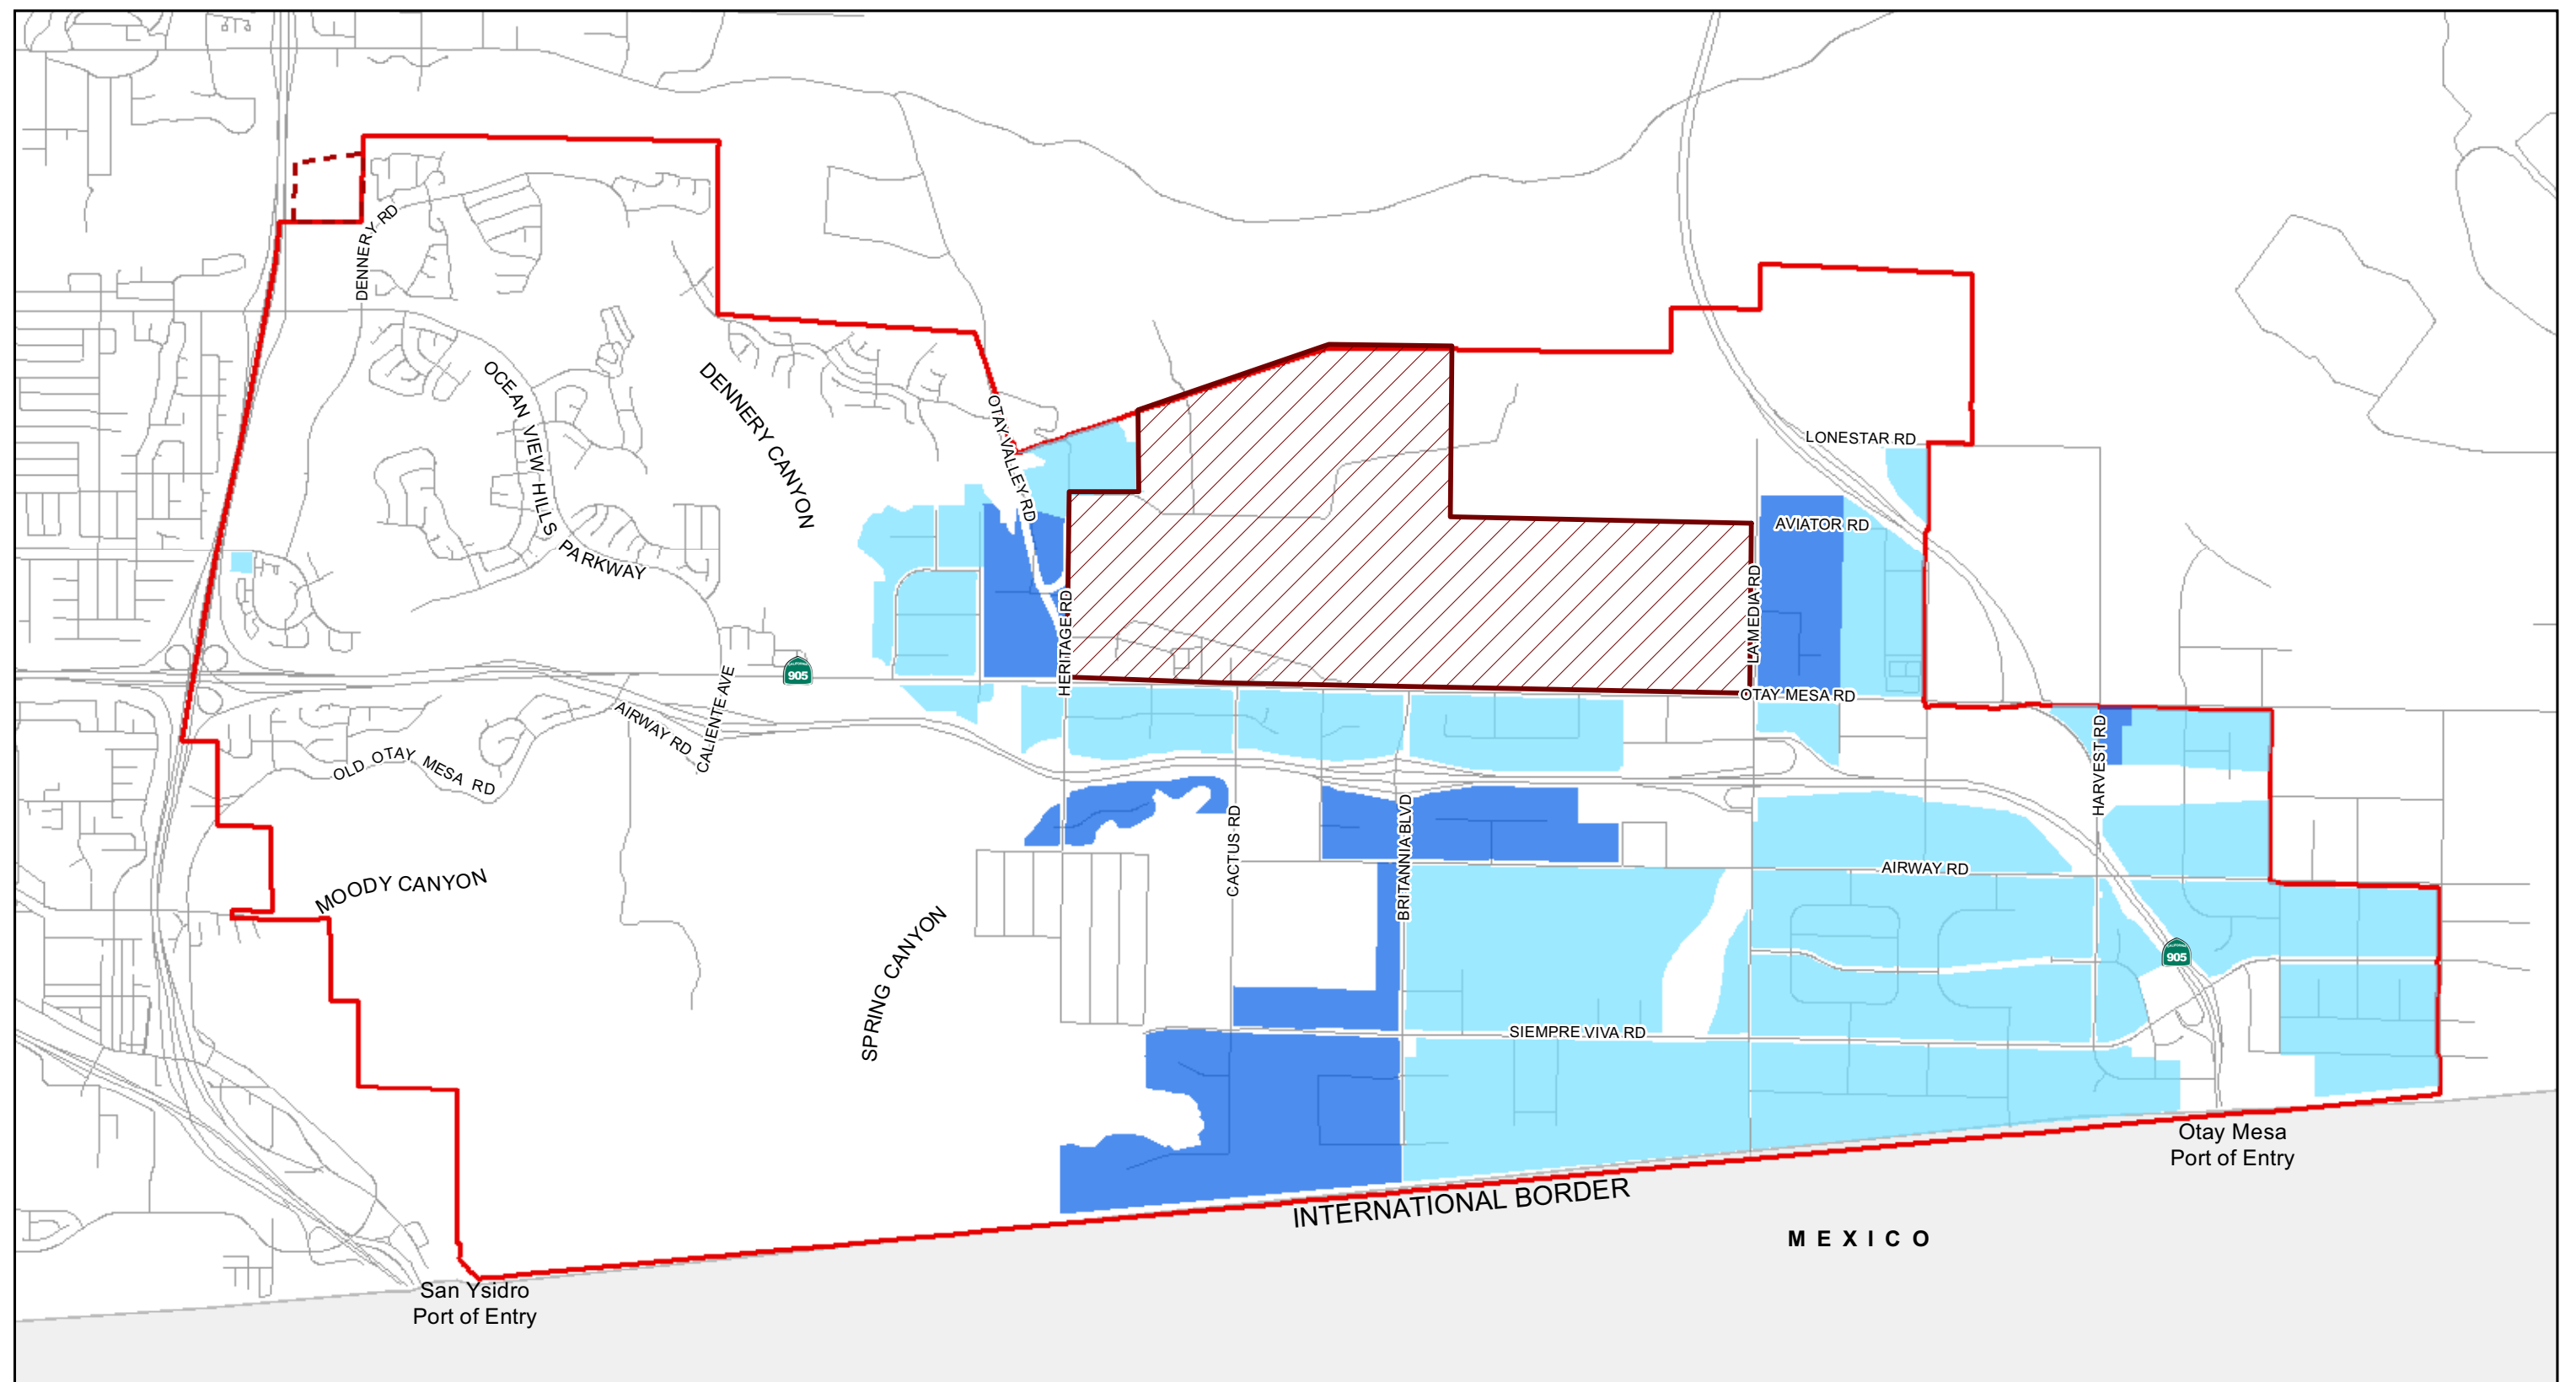 DENNERY RD
OCEAN VIEW HILLS PARKWAY
DENNERY CANYON
OTAY VALLEY RD
LONESTAR RD
AVIATOR RD
HERITAGE RD
LA MEDIA RD
CALIFORNIA
905
OTAY MESA RD
AIRWAY RD
CALIENTE AVE
OLD OTAY MESA RD
HARVEST RD
CACTUS RD
BRITANNIA BLVD
AIRWAY RD
MOODY CANYON
SPRING CANYON
CALIFORNIA
905
SIEMPRE VIVA RD
Otay Mesa
Port of Entry
INTERNATIONAL BORDER
MEXICO
San Ysidro
Port of Entry